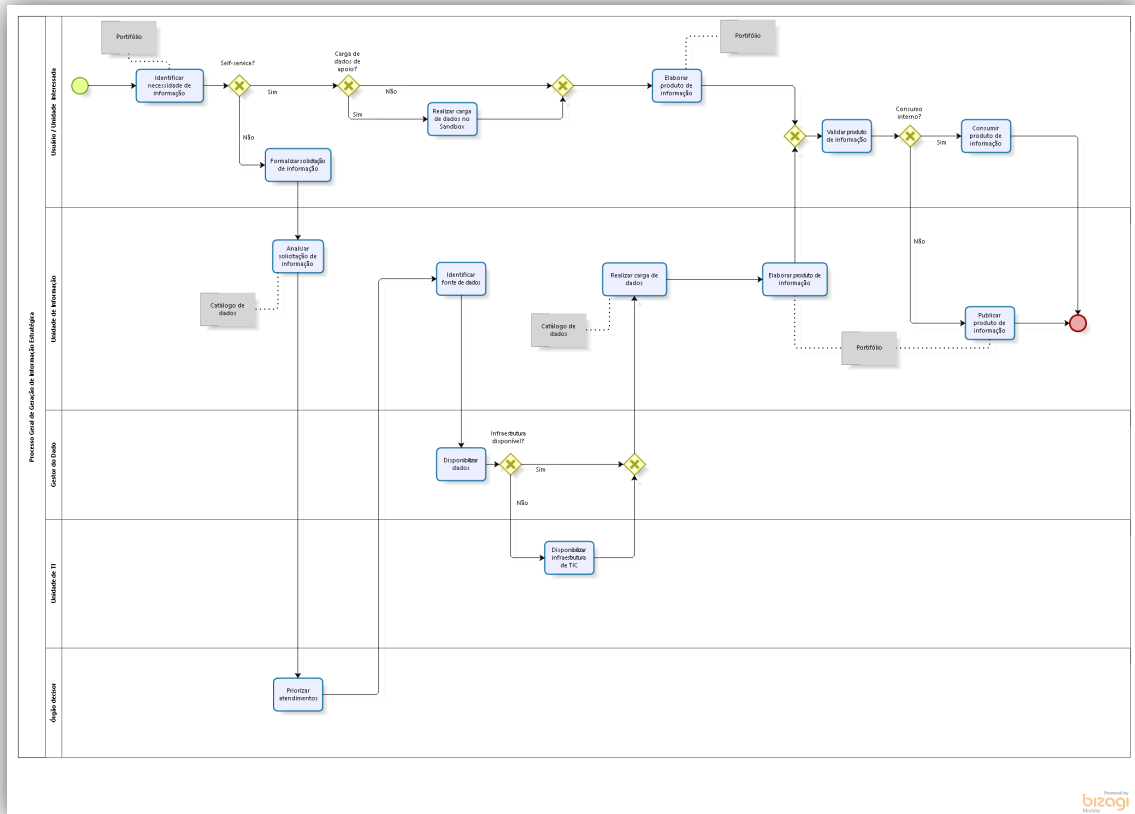 Processo Geral de Geração de Informação Estratégica
Usuário / Unidade Interessada
Portifólio
Identificar
necessidade de
informação
Self-service?
Sim
Não
Formalizar solicitação
de informação
Carga de
dados de
apoio?
Não
Sim
Realizar carga
de dados no
Sandbox
Elaborar
produto de
informação
Portifólio
Validar produto
de informação
Consumo
interno?
Sim
Não
Consumir
produto de
informação
Unidade de Informação
Analisar
solicitação de
informação
Catálogo de
dados
Identificar
fonte de dados
Realizar carga de
dados
Catálogo de
dados
Elaborar produto de
informação
Portifólio
Publicar
produto de
informação
Gestor do Dado
Disponibilizar
dados
Infraestrutura
disponível?
Sim
Não
Unidade de TI
Disponibilizar
infraestrutura
de TIC
Órgão decisor
Priorizar
atendimentos
Powered by
bizagi
Modeler